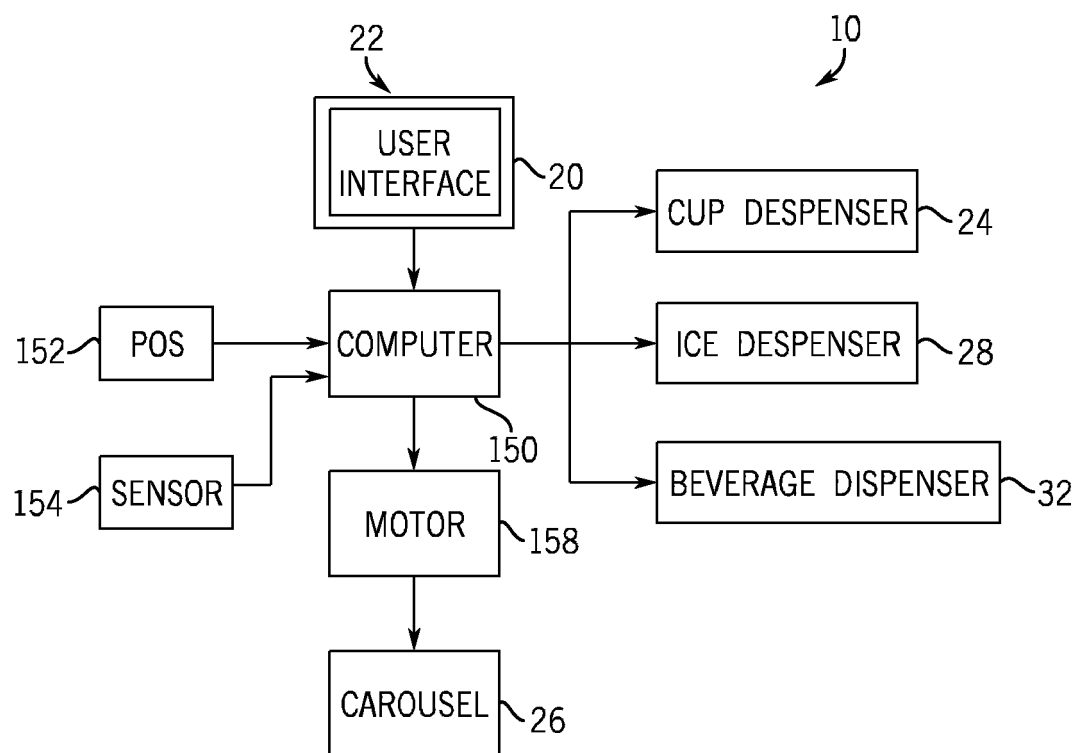 10
22
USER
INTERFACE
20
CUP DESPENSER
24
152
POS
COMPUTER
ICE DESPENSER
28
150
154
SENSOR
MOTOR
158
BEVERAGE DISPENSER
32
CAROUSEL
26